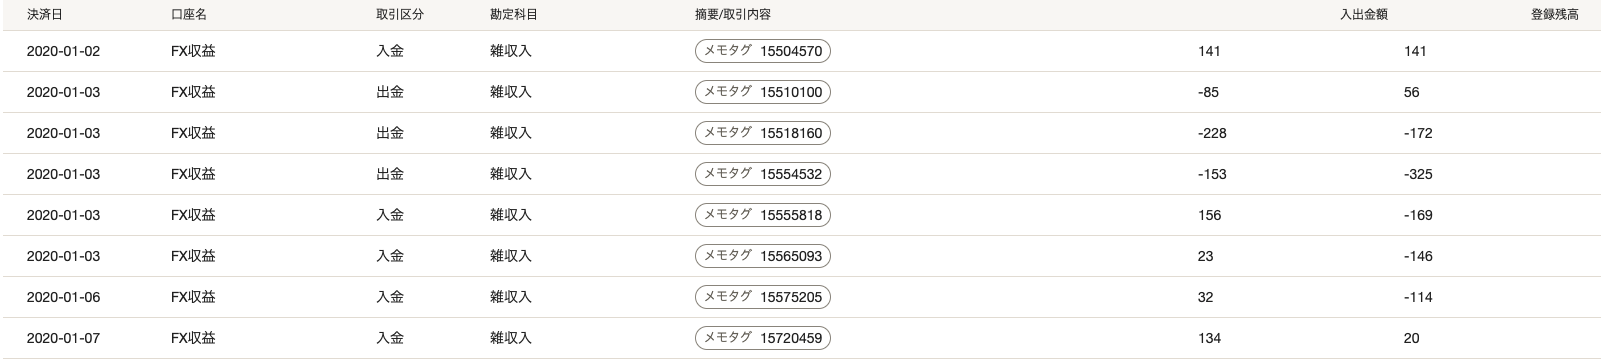 決済日 口座名 取引区分 勘定科目 摘要/取引内容 入出金額 登録残高
2020-01-02 FX収益 入金 雑収入 メモタグ 15504570 141 141
2020-01-03 FX収益 出金 雑収入 メモタグ 15510100 -85 56
2020-01-03 FX収益 出金 雑収入 メモタグ 15518160 -228 -172
2020-01-03 FX収益 出金 雑収入 メモタグ 15554532 -153 -325
2020-01-03 FX収益 入金 雑収入 メモタグ 15555818 156 -169
2020-01-03 FX収益 入金 雑収入 メモタグ 15565093 23 -146
2020-01-06 FX収益 入金 雑収入 メモタグ 15575205 32 -114
2020-01-07 FX収益 入金 雑収入 メモタグ 15720459 134 20